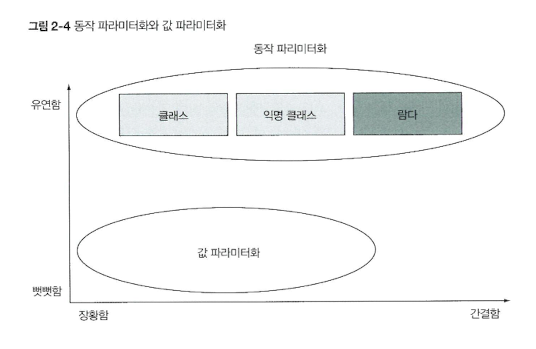 그림 2-4 동작 파라미터화와 값 파라미터화
동작 파리미터화
유연함
클래스
익명 클래스
람다
값 파라미터화
뻣뻣함
장황함
간결함